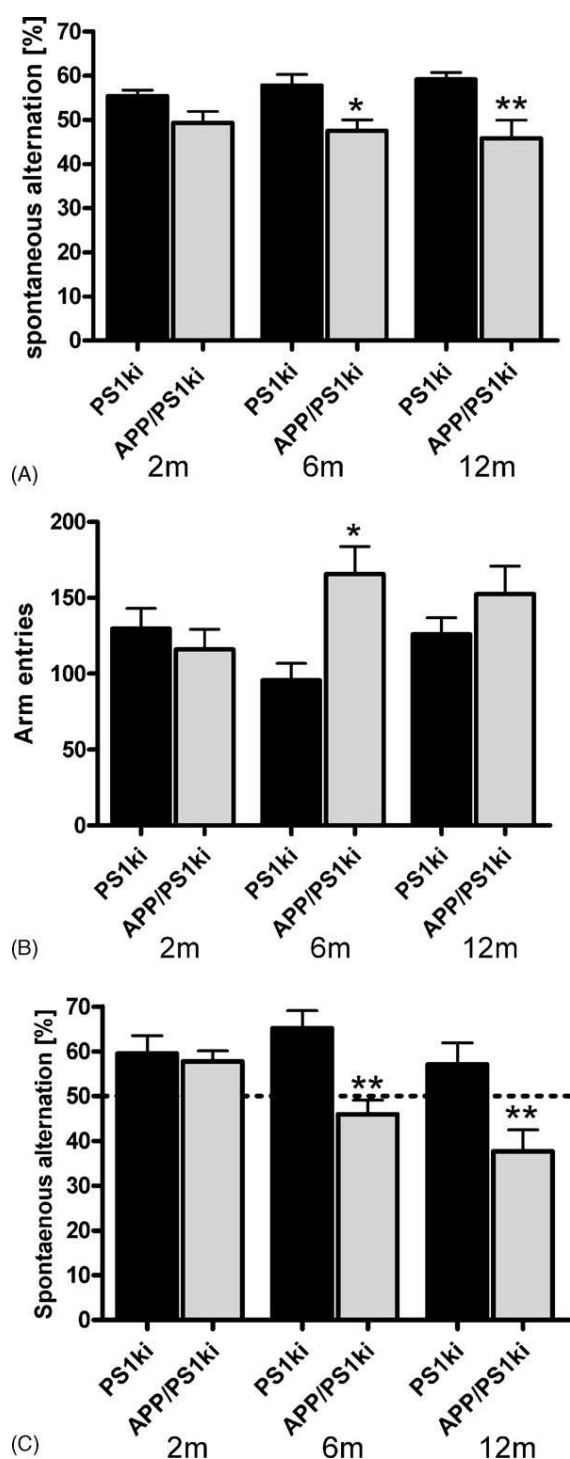 spontaneous alternation [%]
70
60
50
40
30
20
10
0
*
**
PS1ki
APP/PS1ki
PS1ki
APP/PS1ki
PS1ki
APP/PS1ki
(A)
2m
6m
12m
Arm entries
200
150
100
50
0
*
PS1ki
APP/PS1ki
PS1ki
APP/PS1ki
PS1ki
APP/PS1ki
(B)
2m
6m
12m
Spontaenous alternation [%]
70
60
50
40
30
20
10
0
**
**
PS1ki
APP/PS1ki
PS1ki
APP/PS1ki
PS1ki
APP/PS1ki
(C)
2m
6m
12m